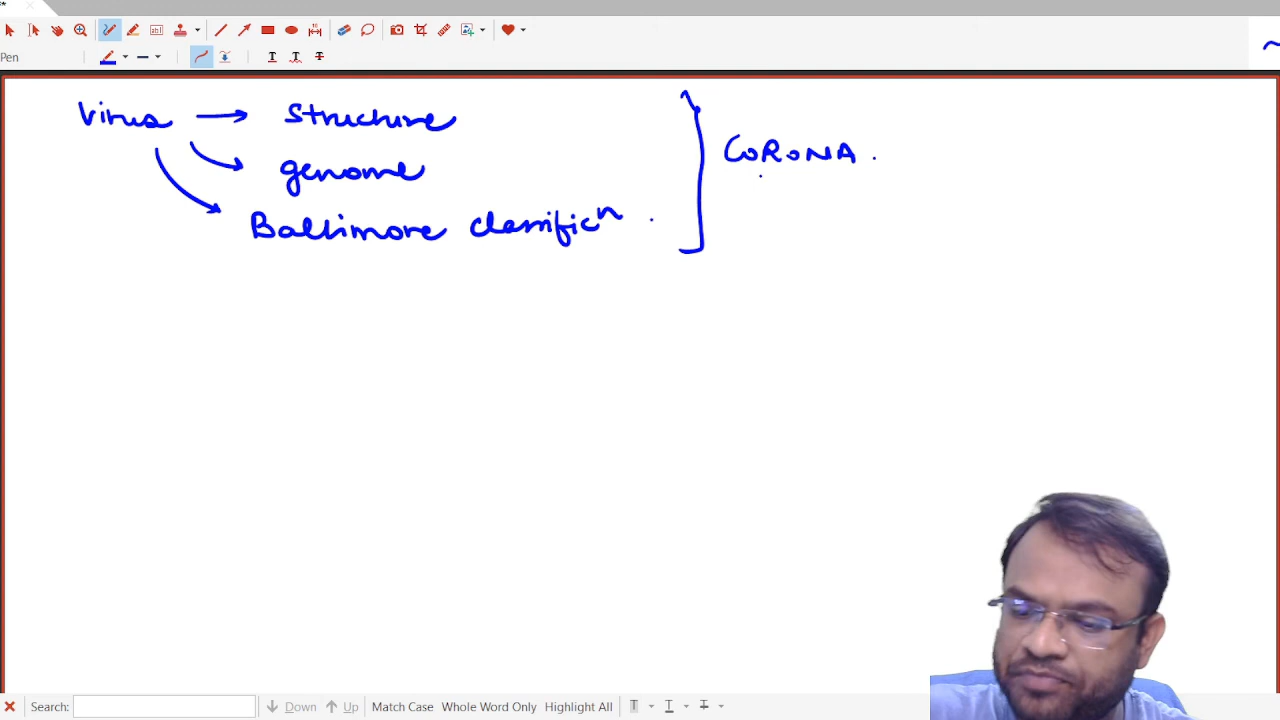 Pen
Virus → Structure
genome
Baltimore classificn.
CORONA.
Search:
Down
Up
Match Case
Whole Word Only
Highlight All